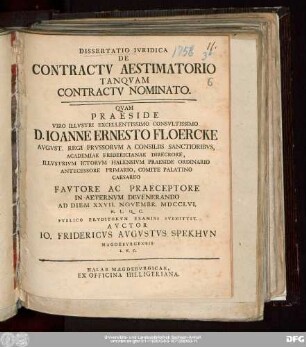 DISSERTATIO IVRIDICA
DE
CONTRACTV AESTIMATORIO
TANQVAM
CONTRACTV NOMINATO.
QVAM
PRAESIDE
VIRO ILLVSTRI EXCELLENTISSIMO CONSVLTISSIMO
D. IOANNE ERNESTO FLOERCKE
AVGVST. REGI PRVSSORVM A CONSILIIS SANCTIORIBVS,
ACADEMIAE FRIDERICIANAE DIRECTORE,
ILLVSTRIVM ICTORVM HALENSIVM PRAESIDE ORDINARIO
ANTECESSORE PRIMARIO, COMITE PALATINO
CAESAREO
FAVTORE AC PRAECEPTORE
IN AETERNVM DEVENERANDO
AD DIEM XXVII. NOVEMBR. MDCCLVI.
H. L. Q. C.
PVBLICO ERVDITORVM EXAMINI SVBMITTIT,
AVCTOR
IO. FRIDERICVS AVGVSTVS SPEKHVN
MAGDEBVRGENSIS
HALAE MAGDEBVRGICAE,
EX OFFICINA HILLIGERIANA.
1758
6
DFG